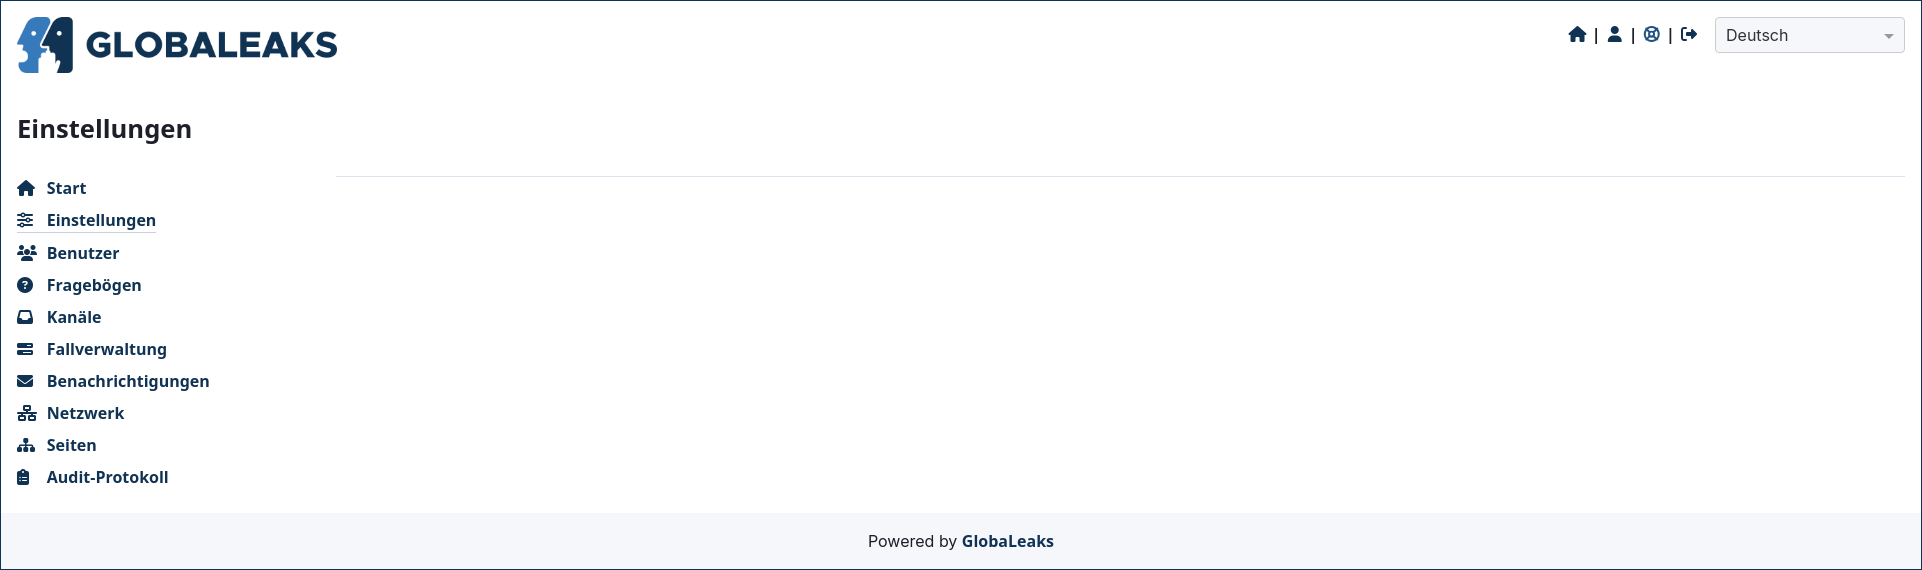 GLOBALEAKS
| | |
Deutsch
Einstellungen
Start
Einstellungen
Benutzer
Fragebögen
Kanäle
Fallverwaltung
Benachrichtigungen
Netzwerk
Seiten
Audit-Protokoll
Powered by GlobaLeaks